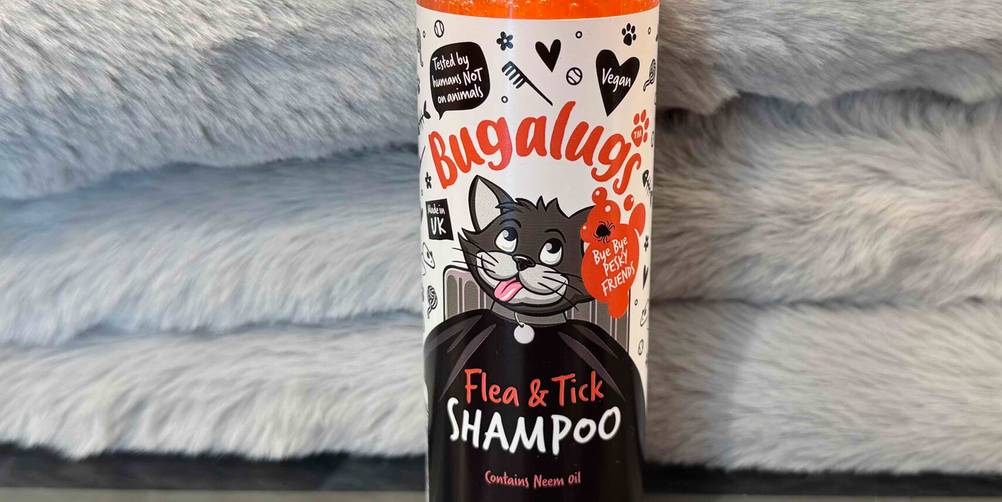 Tested by
humans NOT
on animals
Vegan
Bugalugs
TM
Made in
UK
Bye Bye
PESKY
FRIENDS
Flea & Tick
SHAMPOO
Contains Neem Oil